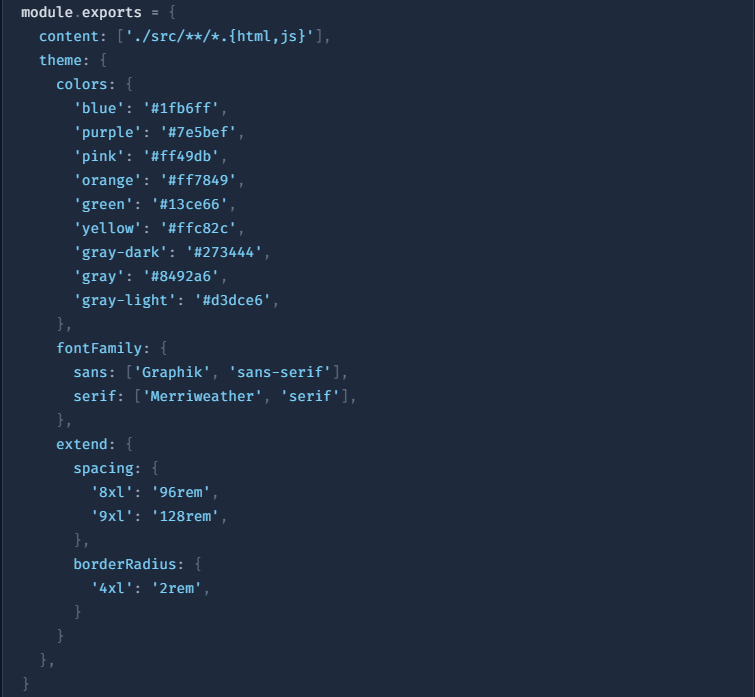 module.exports = {
  content: ['./src/**/*.{html,js}'],
  theme: {
    colors: {
      'blue': '#1fb6ff',
      'purple': '#7e5bef',
      'pink': '#ff49db',
      'orange': '#ff7849',
      'green': '#13ce66',
      'yellow': '#ffc82c',
      'gray-dark': '#273444',
      'gray': '#8492a6',
      'gray-light': '#d3dce6',
    },
    fontFamily: {
      sans: ['Graphik', 'sans-serif'],
      serif: ['Merriweather', 'serif'],
    },
    extend: {
      spacing: {
        '8xl': '96rem',
        '9xl': '128rem',
      },
      borderRadius: {
        '4xl': '2rem',
      }
    }
  },
}